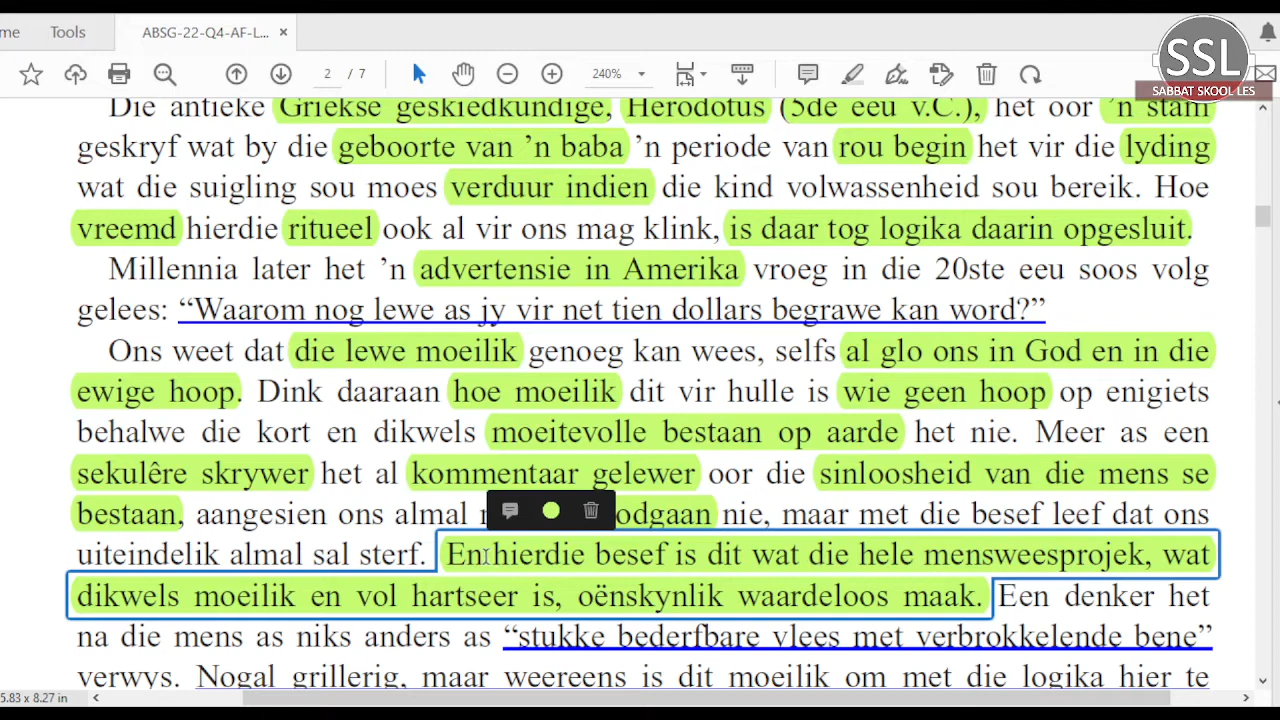 me Tools ABSG-22-Q4-AF-L... ×
SSL
SABBAT SKOOL LES
2 / 7 240%
Die antieke Griekse geskiedkundige, Herodotus (5de eeu v.C.), het oor ’n stam
geskryf wat by die geboorte van ’n baba ’n periode van rou begin het vir die lyding
wat die suigling sou moes verduur indien die kind volwassenheid sou bereik. Hoe
vreemd hierdie ritueel ook al vir ons mag klink, is daar tog logika daarin opgesluit.
Millennia later het ’n advertensie in Amerika vroeg in die 20ste eeu soos volg
gelees: “Waarom nog lewe as jy vir net tien dollars begrawe kan word?”
Ons weet dat die lewe moeilik genoeg kan wees, selfs al glo ons in God en in die
ewige hoop. Dink daaraan hoe moeilik dit vir hulle is wie geen hoop op enigiets
behalwe die kort en dikwels moeitevolle bestaan op aarde het nie. Meer as een
sekulêre skrywer het al kommentaar gelewer oor die sinloosheid van die mens se
bestaan, aangesien ons almal odgaan nie, maar met die besef leef dat ons
uiteindelik almal sal sterf. En hierdie besef is dit wat die hele mensweesprojek, wat
dikwels moeilik en vol hartseer is, oënskynlik waardeloos maak. Een denker het
na die mens as niks anders as “stukke bederfbare vlees met verbrokkelende bene”
verwys. Nogal grillerig, maar weereens is dit moeilik om met die logika hier te
5.83 x 8.27 in